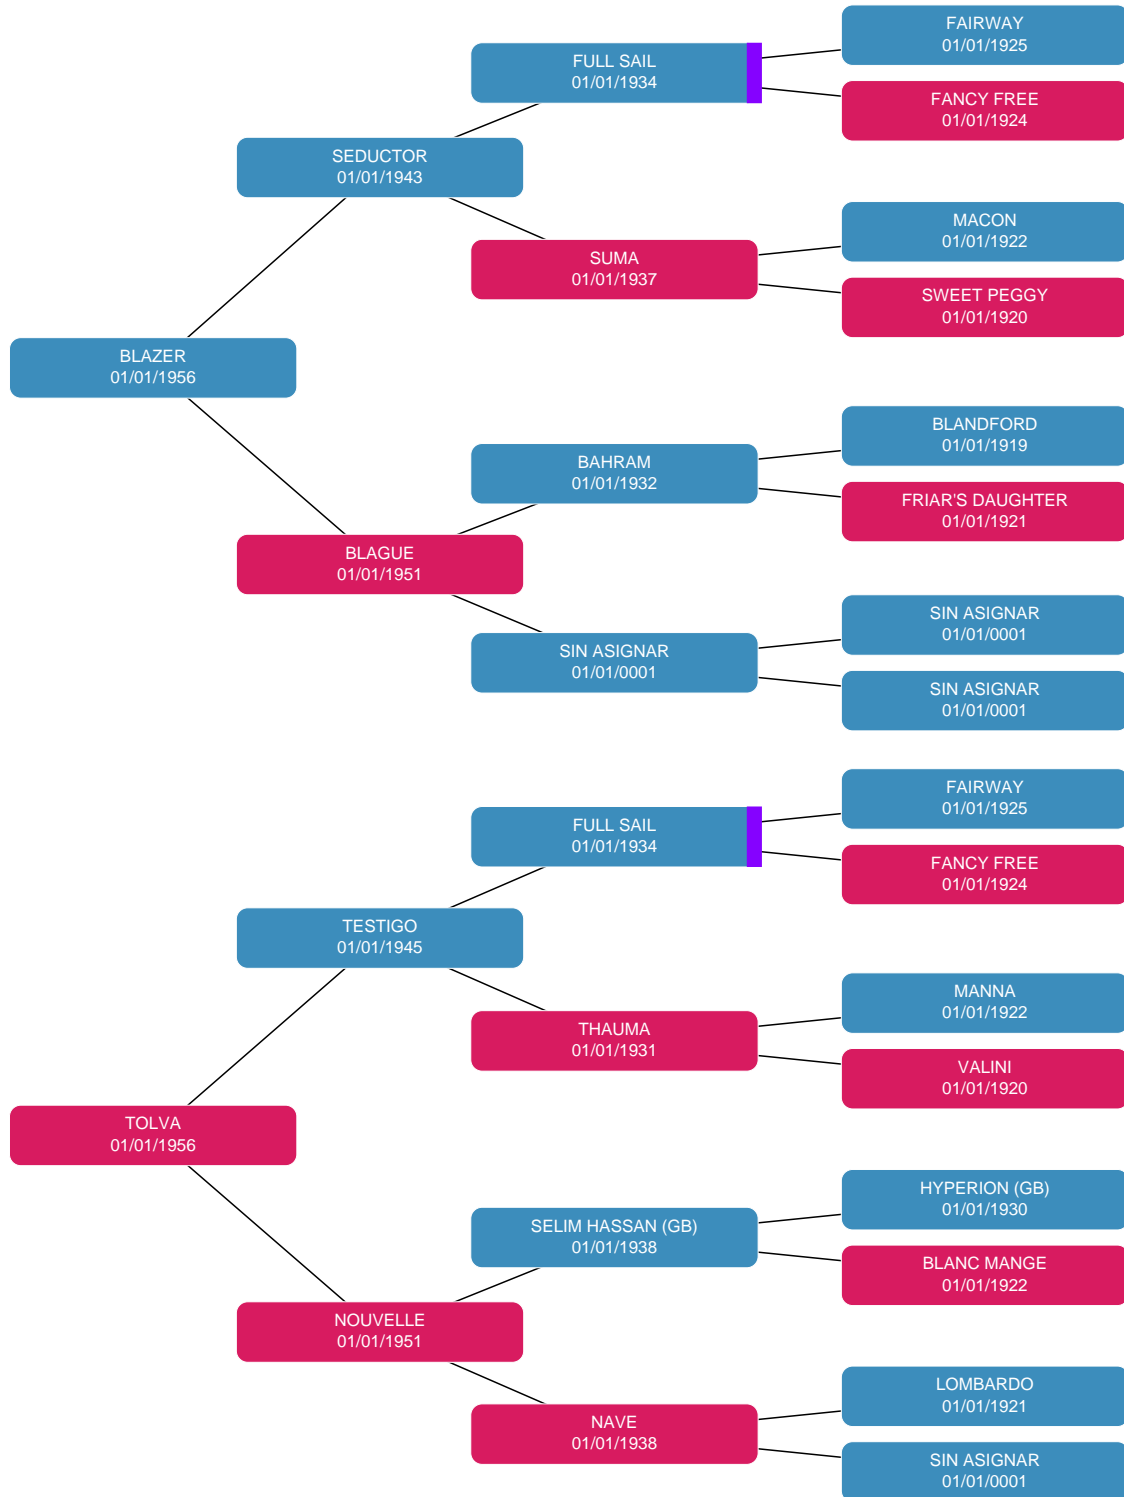 FAIRWAY
01/01/1925
FULL SAIL
01/01/1934
FANCY FREE
01/01/1924
SEDUCTOR
01/01/1943
MACON
01/01/1922
SUMA
01/01/1937
SWEET PEGGY
01/01/1920
BLAZER
01/01/1956
BLANDFORD
01/01/1919
BAHRAM
01/01/1932
FRIAR'S DAUGHTER
01/01/1921
BLAGUE
01/01/1951
SIN ASIGNAR
01/01/0001
SIN ASIGNAR
01/01/0001
SIN ASIGNAR
01/01/0001
FAIRWAY
01/01/1925
FULL SAIL
01/01/1934
FANCY FREE
01/01/1924
TESTIGO
01/01/1945
MANNA
01/01/1922
THAUMA
01/01/1931
VALINI
01/01/1920
TOLVA
01/01/1956
HYPERION (GB)
01/01/1930
SELIM HASSAN (GB)
01/01/1938
BLANC MANGE
01/01/1922
NOUVELLE
01/01/1951
LOMBARDO
01/01/1921
NAVE
01/01/1938
SIN ASIGNAR
01/01/0001